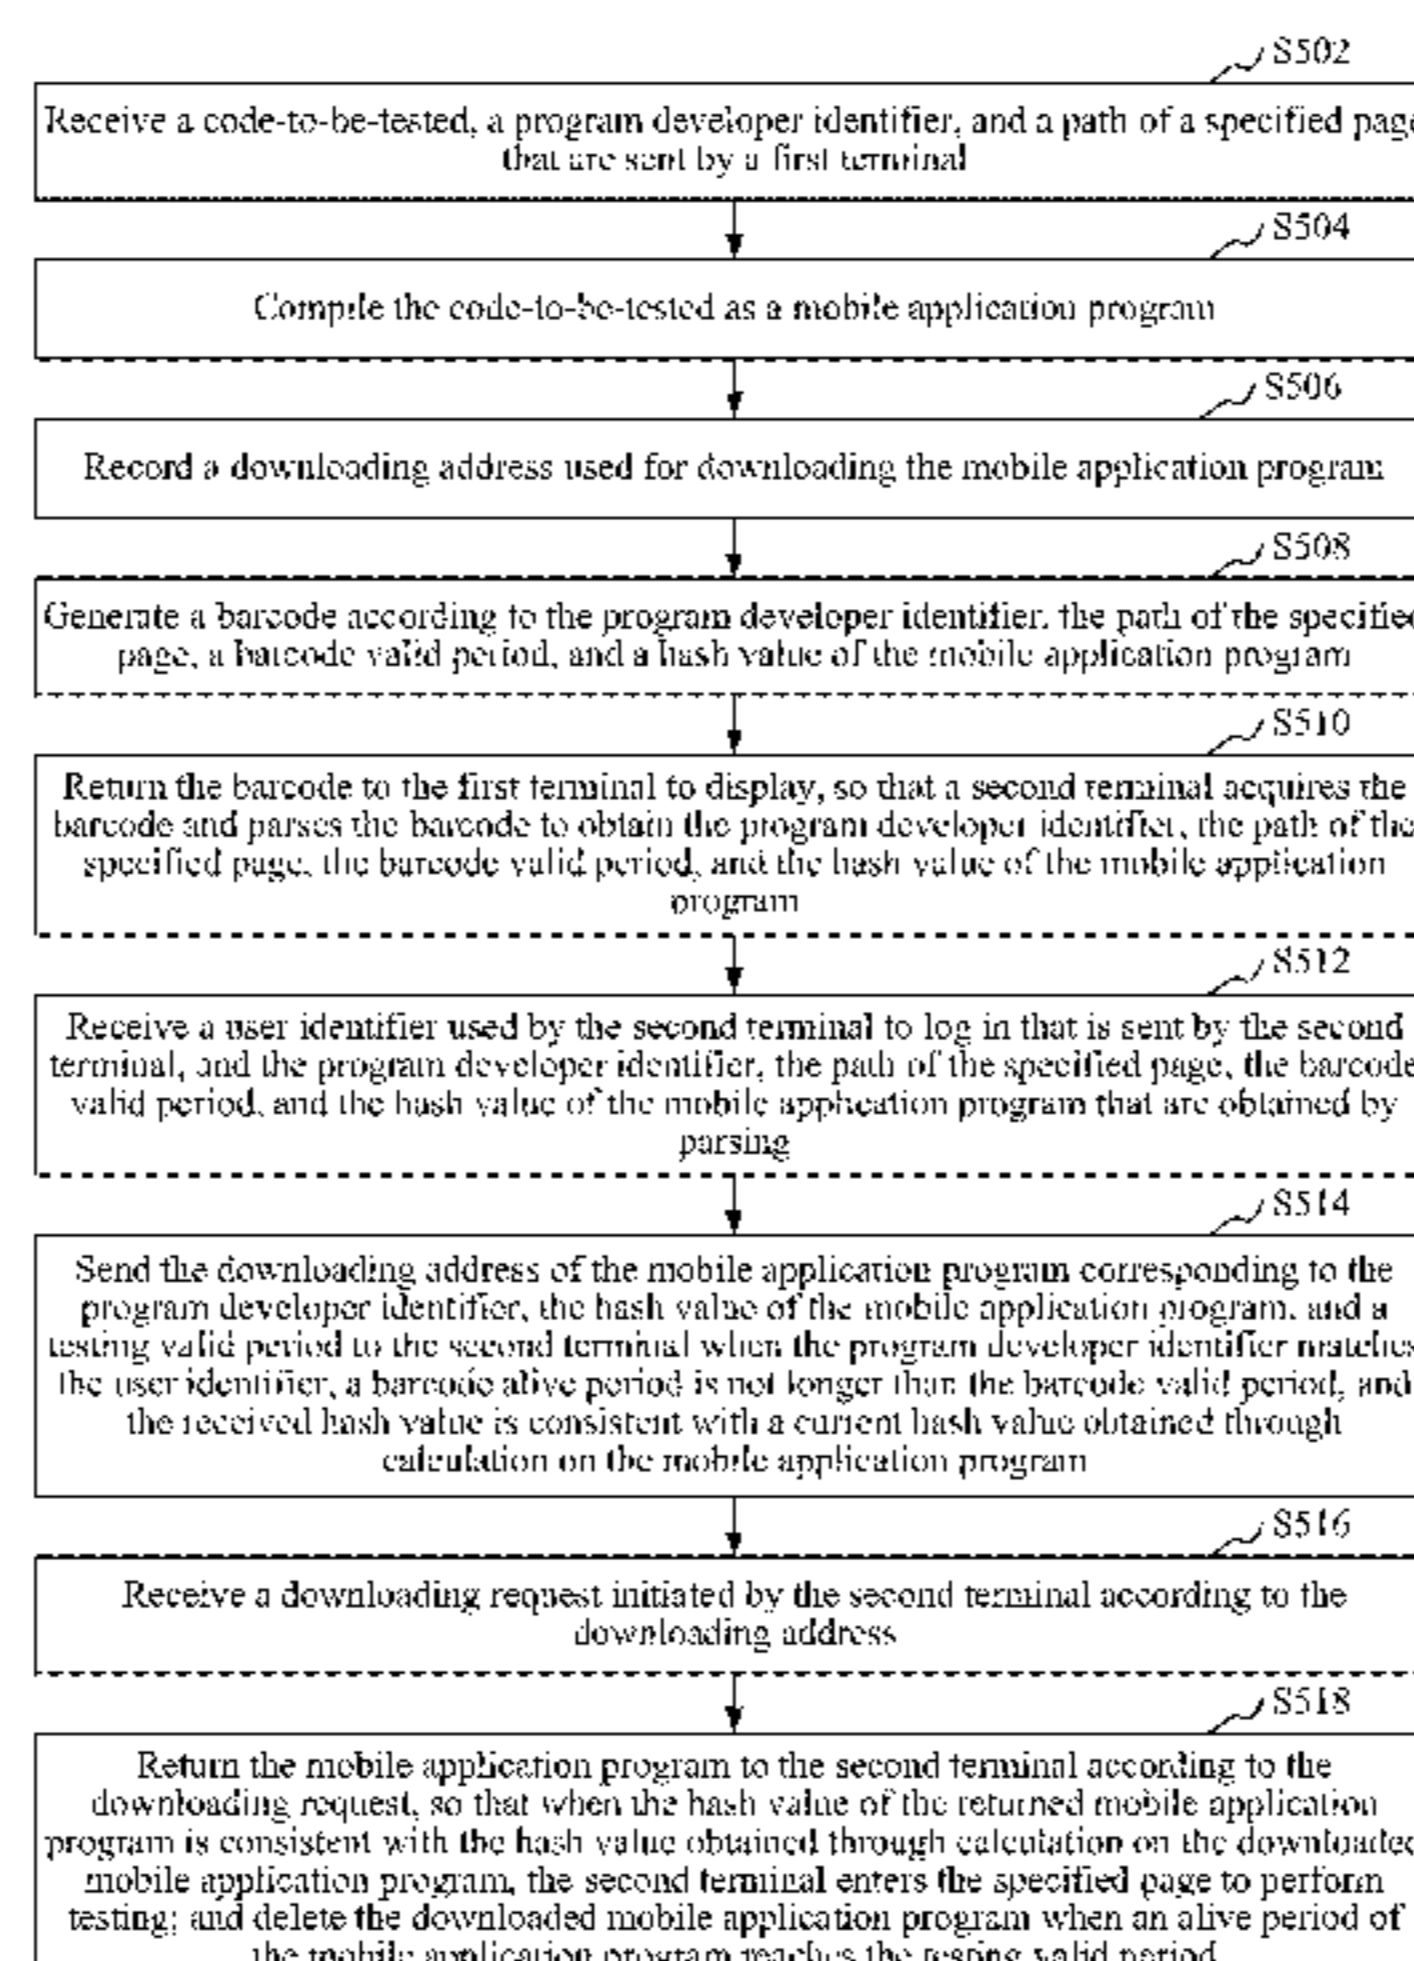 S502
Receive a code-to-be-tested, a program developer identifier, and a path of a specified page
that are sent by a first terminal
S504
Compile the code-to-be-tested as a mobile application program
S506
Record a downloading address used for downloading the mobile application program
S508
Generate a barcode according to the program developer identifier, the path of the specified
page, a barcode valid period, and a hash value of the mobile application program
S510
Return the barcode to the first terminal to display, so that a second terminal acquires the
barcode and parses the barcode to obtain the program developer identifier, the path of the
specified page, the barcode valid period, and the hash value of the mobile application
program
S512
Receive a user identifier used by the second terminal to log in that is sent by the second
terminal, and the program developer identifier, the path of the specified page, the barcode
valid period, and the hash value of the mobile application program that are obtained by
parsing
S514
Send the downloading address of the mobile application program corresponding to the
program developer identifier, the hash value of the mobile application program, and a
testing valid period to the second terminal when the program developer identifier matches
the user identifier, a barcode alive period is not longer than the barcode valid period, and
the received hash value is consistent with a current hash value obtained through
calculation on the mobile application program
S516
Receive a downloading request initiated by the second terminal according to the
downloading address
S518
Return the mobile application program to the second terminal according to the
downloading request, so that when the hash value of the returned mobile application
program is consistent with the hash value obtained through calculation on the downloaded
mobile application program, the second terminal enters the specified page to perform
testing; and delete the downloaded mobile application program when an alive period of
the mobile application program reaches the testing valid period